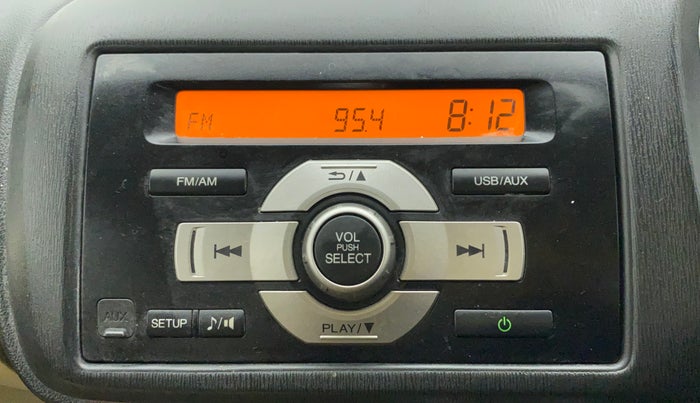 FM 95.4 8:12
FM/AM
USB/AUX
VOL
PUSH
SELECT
AUX
SETUP
PLAY/